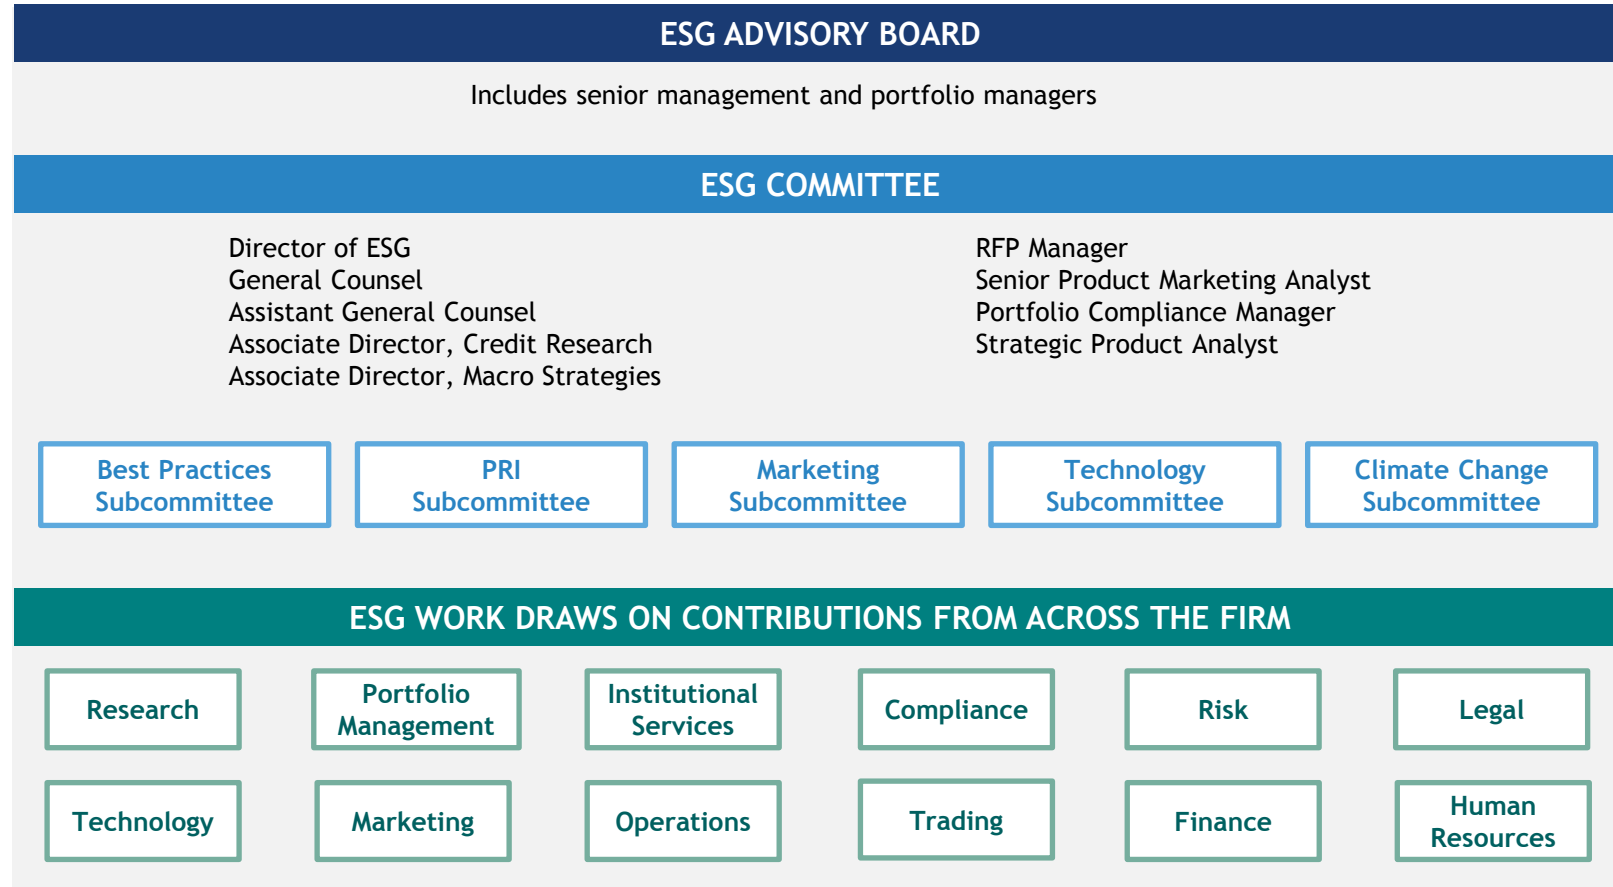 ESG ADVISORY BOARD
Includes senior management and portfolio managers
ESG COMMITTEE
Director of ESG
General Counsel
Assistant General Counsel
Associate Director, Credit Research
Associate Director, Macro Strategies
RFP Manager
Senior Product Marketing Analyst
Portfolio Compliance Manager
Strategic Product Analyst
Best Practices
Subcommittee
PRI
Subcommittee
Marketing
Subcommittee
Technology
Subcommittee
Climate Change
Subcommittee
ESG WORK DRAWS ON CONTRIBUTIONS FROM ACROSS THE FIRM
Research
Portfolio
Management
Institutional
Services
Compliance
Risk
Legal
Technology
Marketing
Operations
Trading
Finance
Human
Resources